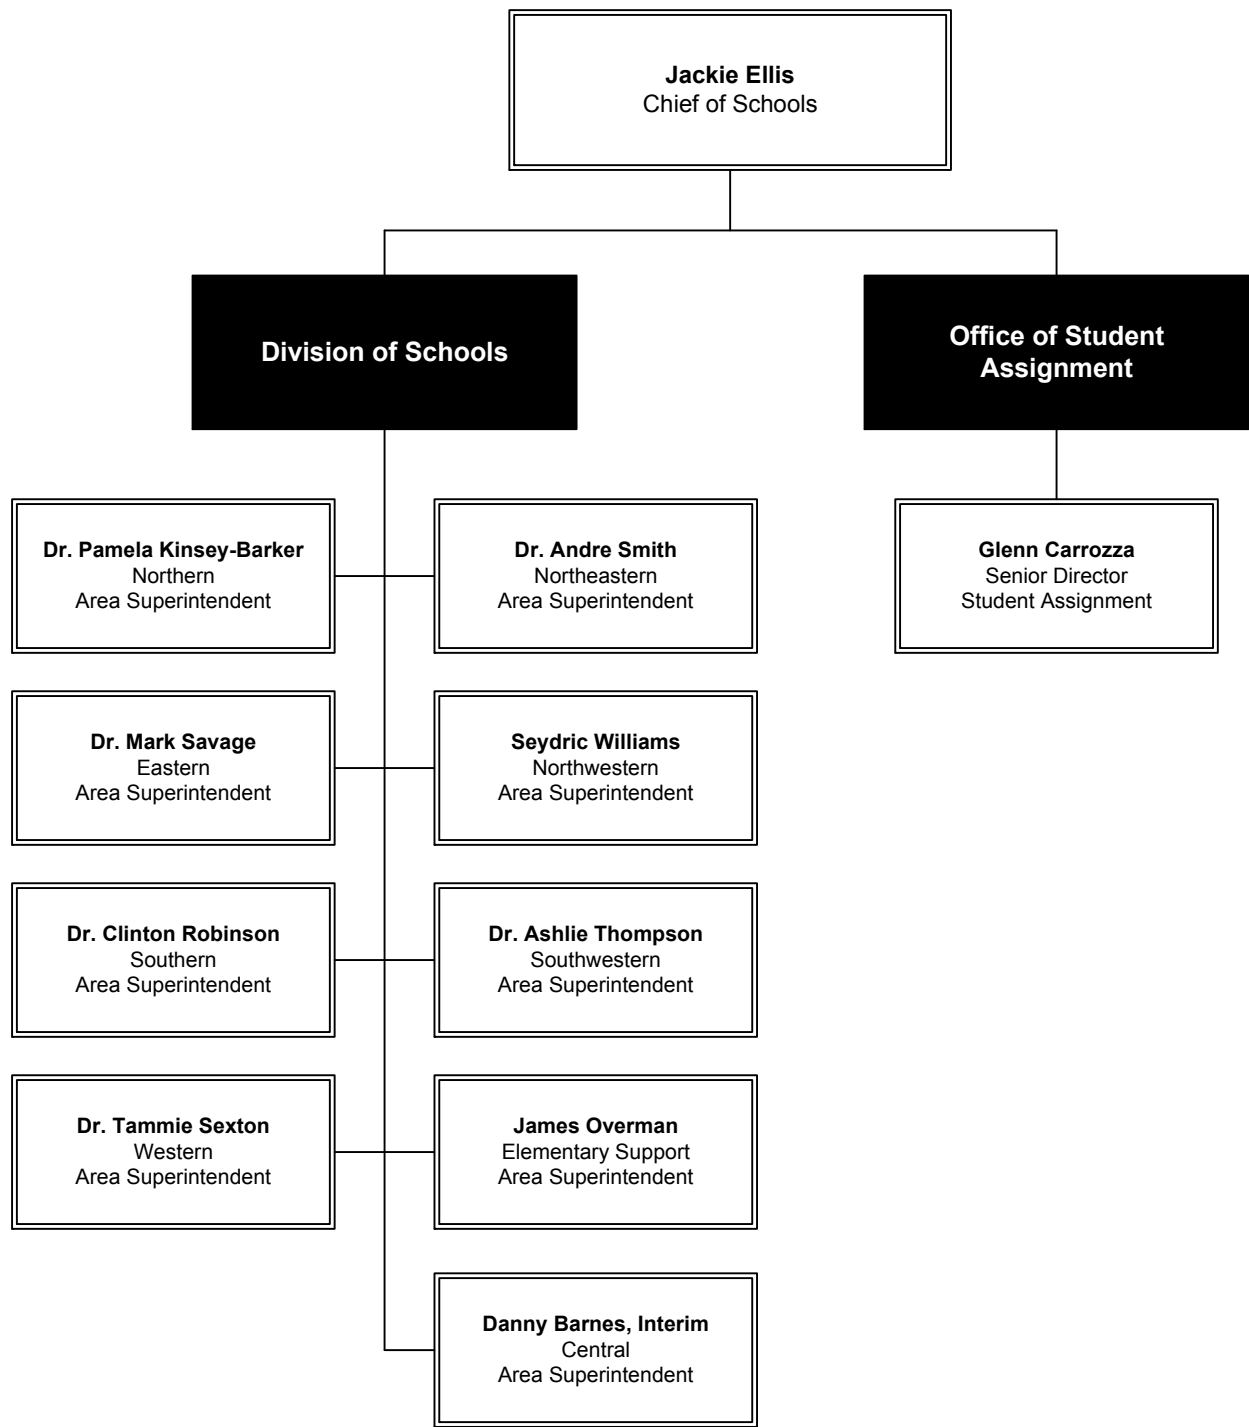 Jackie Ellis
Chief of Schools
Division of Schools
Office of Student
Assignment
Dr. Pamela Kinsey-Barker
Northern
Area Superintendent
Dr. Andre Smith
Northeastern
Area Superintendent
Glenn Carrozza
Senior Director
Student Assignment
Dr. Mark Savage
Eastern
Area Superintendent
Seydric Williams
Northwestern
Area Superintendent
Dr. Clinton Robinson
Southern
Area Superintendent
Dr. Ashlie Thompson
Southwestern
Area Superintendent
Dr. Tammie Sexton
Western
Area Superintendent
James Overman
Elementary Support
Area Superintendent
Danny Barnes, Interim
Central
Area Superintendent